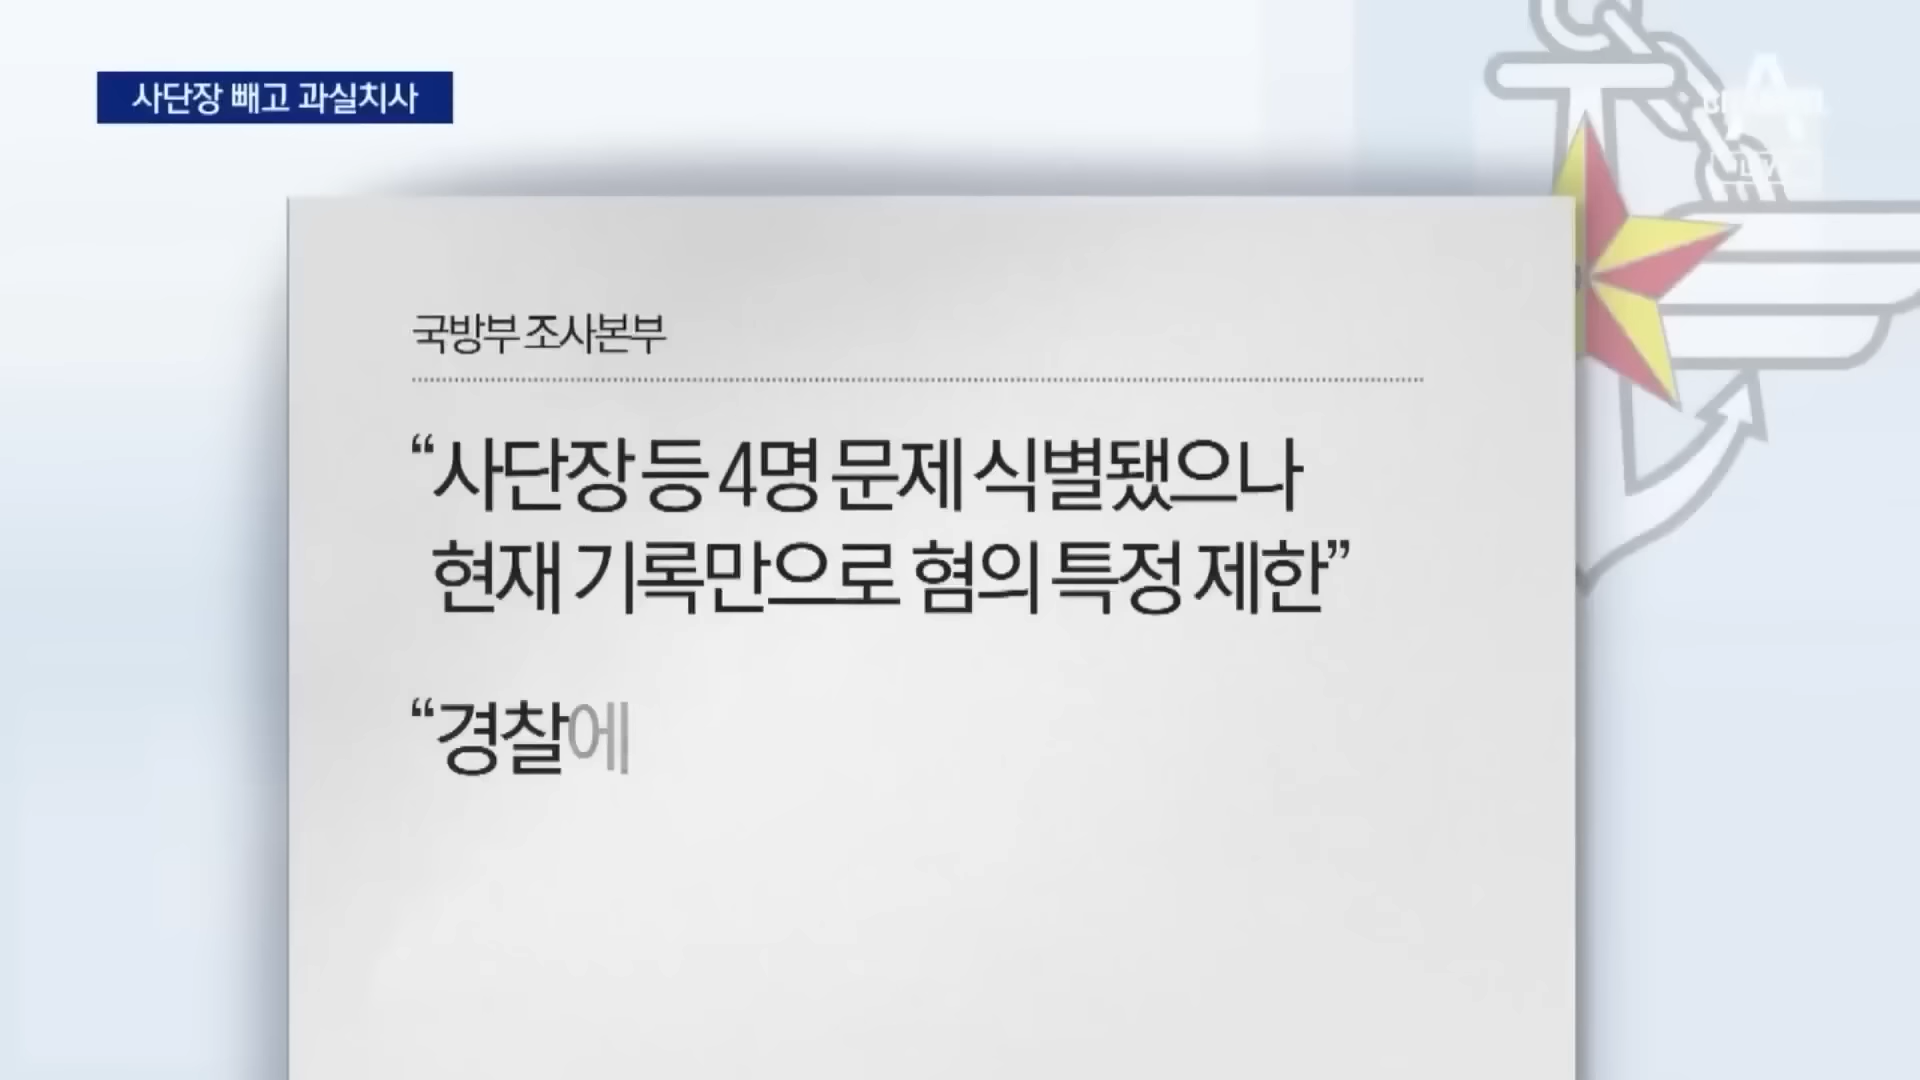 사단장 빼고 과실치사
국방부 조사본부
“사단장 등 4명 문제 식별됐으나
현재 기록만으로 혐의 특정 제한”
“경찰에